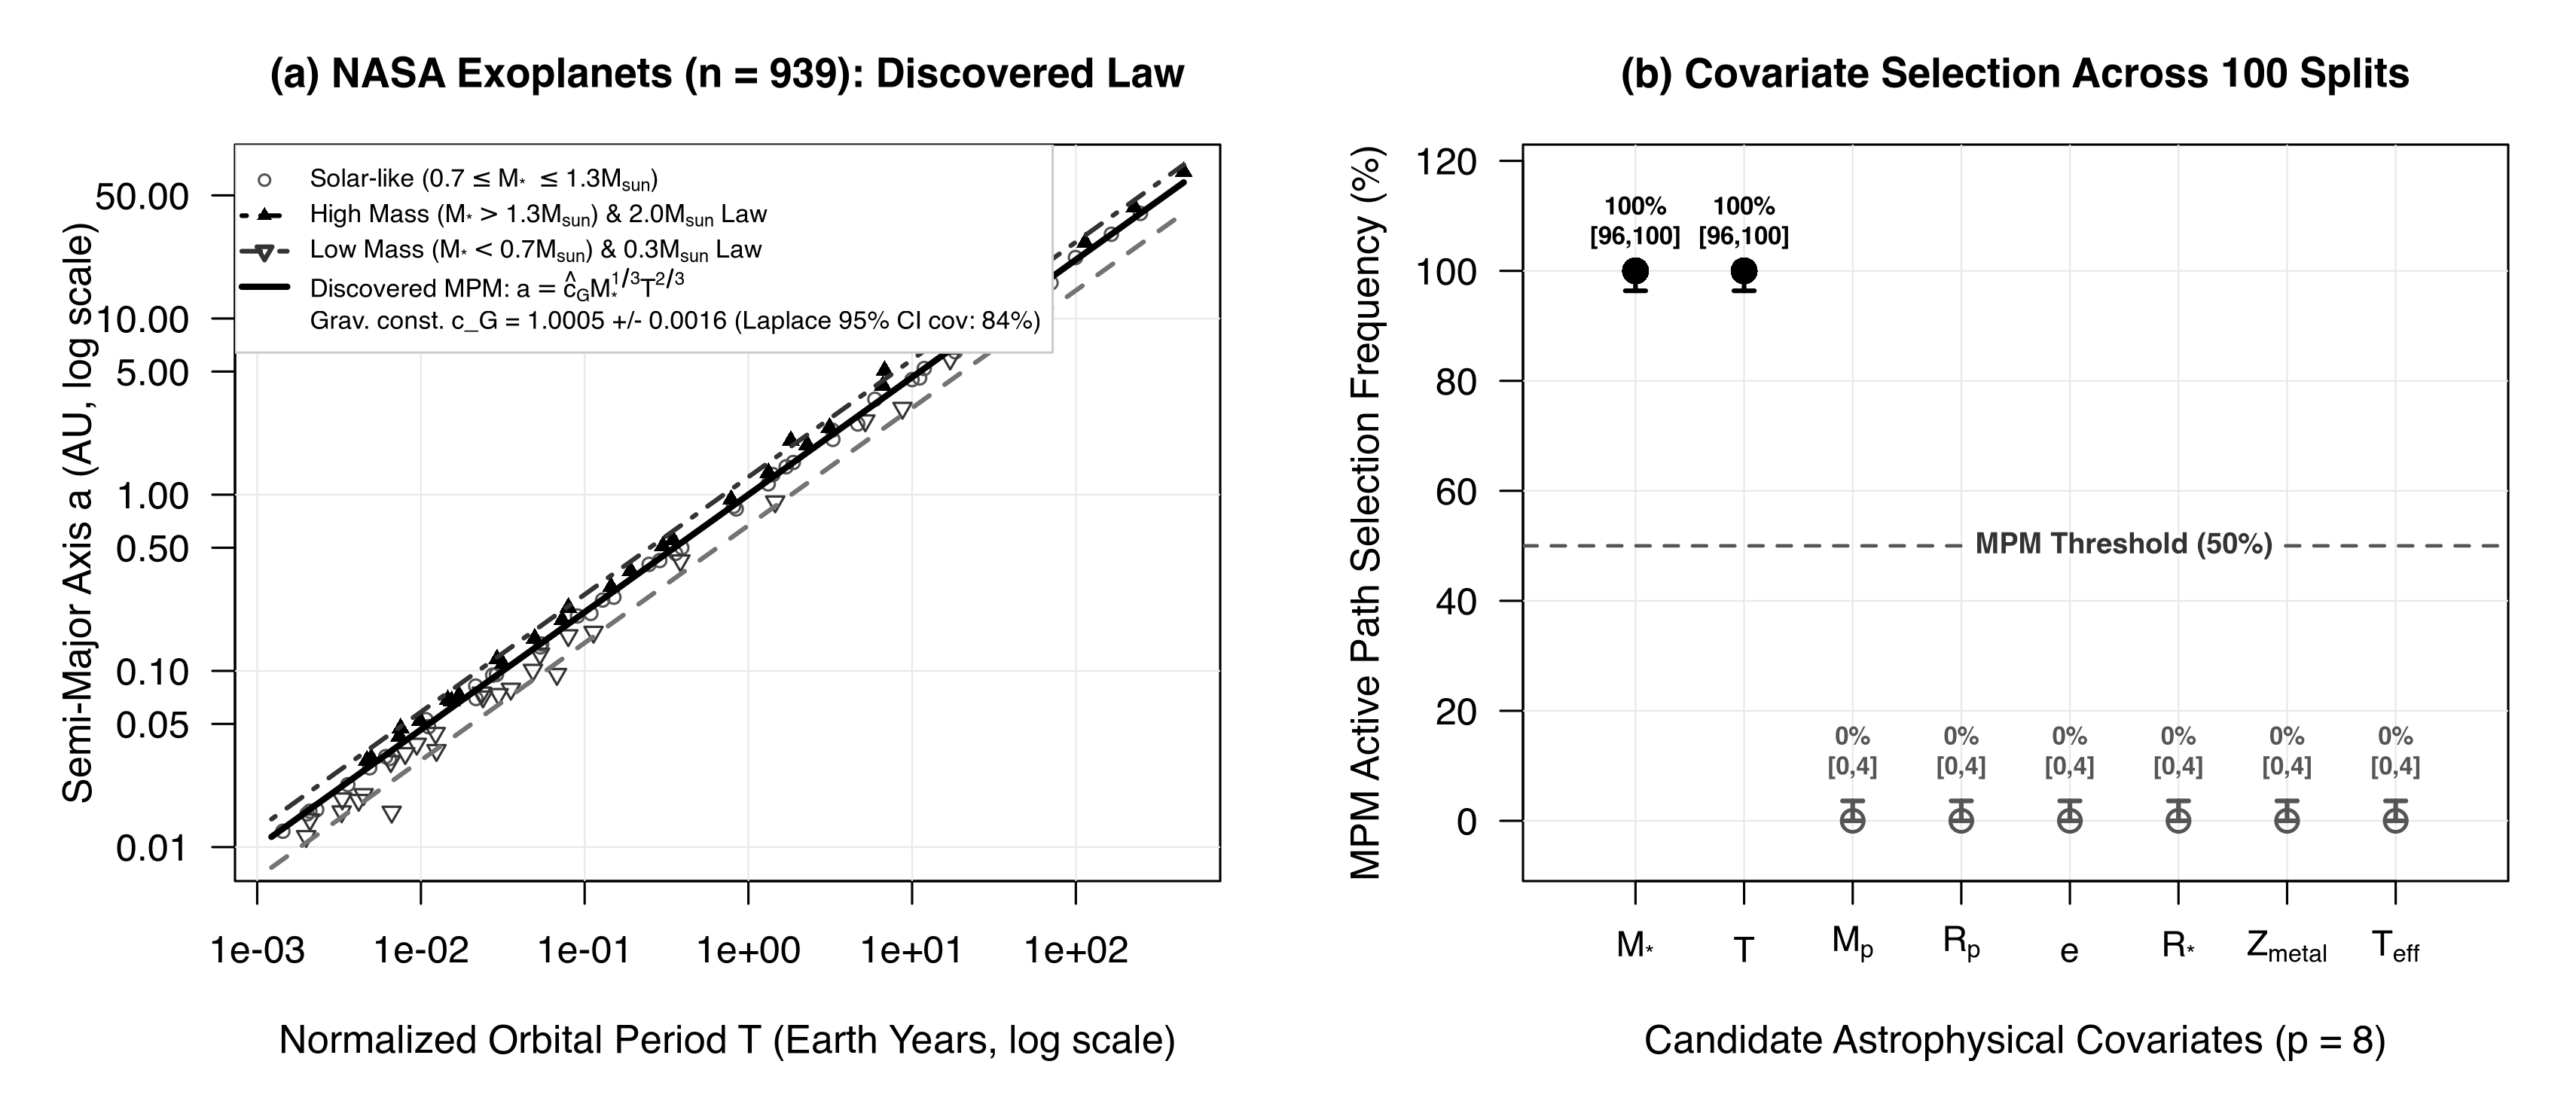 (a) NASA Exoplanets (n = 939): Discovered Law
Semi-Major Axis a (AU, log scale)
50.00
10.00
5.00
1.00
0.50
0.10
0.05
0.01
Solar-like (0.7 ≤ M* ≤ 1.3Msun)
High Mass (M* > 1.3Msun) & 2.0Msun Law
Low Mass (M* < 0.7Msun) & 0.3Msun Law
Discovered MPM: a = ĉGM*1/3T2/3
Grav. const. c_G = 1.0005 +/- 0.0016 (Laplace 95% CI cov: 84%)
1e-03 1e-02 1e-01 1e+00 1e+01 1e+02
Normalized Orbital Period T (Earth Years, log scale)
(b) Covariate Selection Across 100 Splits
MPM Active Path Selection Frequency (%)
120
100
80
60
40
20
0
100% 100%
[96,100] [96,100]
MPM Threshold (50%)
0% 0% 0% 0% 0% 0%
[0,4] [0,4] [0,4] [0,4] [0,4] [0,4]
M* T Mp Rp e R* Zmetal Teff
Candidate Astrophysical Covariates (p = 8)